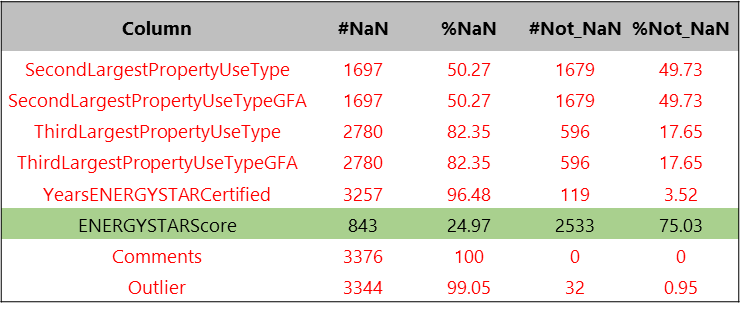 Column #NaN %NaN #Not_NaN %Not_NaN
SecondLargestPropertyUseType 1697 50.27 1679 49.73
SecondLargestPropertyUseTypeGFA 1697 50.27 1679 49.73
ThirdLargestPropertyUseType 2780 82.35 596 17.65
ThirdLargestPropertyUseTypeGFA 2780 82.35 596 17.65
YearsENERGYSTARCertified 3257 96.48 119 3.52
ENERGYSTARScore 843 24.97 2533 75.03
Comments 3376 100 0 0
Outlier 3344 99.05 32 0.95